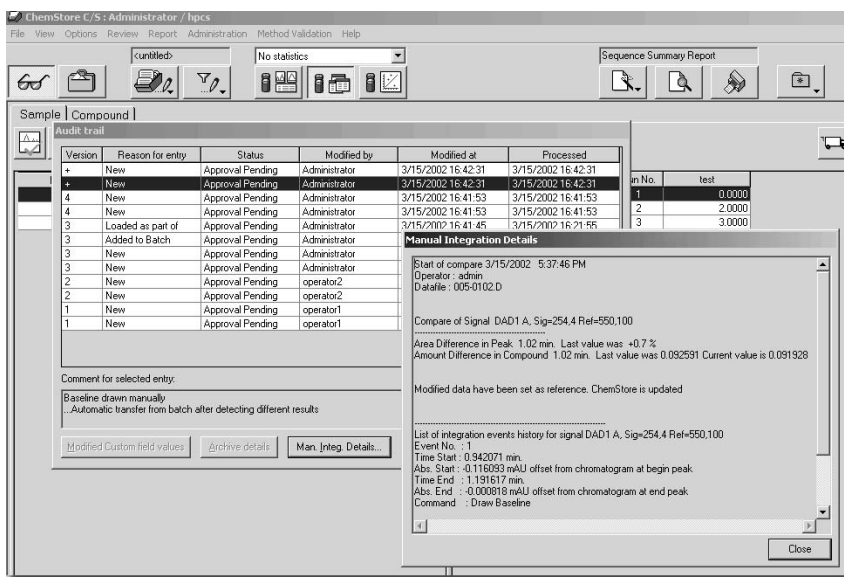 ChemStore C/S : Administrator / hpcs
File View Options Review Report Administration Method Validation Help
<untitled> No statistics Sequence Summary Report
Sample Compound
Audit trail
Version Reason for entry Status Modified by Modified at Processed
+ New Approval Pending Administrator 3/15/2002 16:42:31 3/15/2002 16:42:31
+ New Approval Pending Administrator 3/15/2002 16:42:31 3/15/2002 16:42:31
4 New Approval Pending Administrator 3/15/2002 16:41:53 3/15/2002 16:41:53
4 New Approval Pending Administrator 3/15/2002 16:41:53 3/15/2002 16:41:53
3 Loaded as part of Approval Pending Administrator 3/15/2002 16:41:45 3/15/2002 16:21:55
3 Added to Batch Approval Pending Administrator
3 New Approval Pending Administrator
3 New Approval Pending Administrator
2 New Approval Pending operator2
2 New Approval Pending operator2
1 New Approval Pending operator1
1 New Approval Pending operator1
un No. test
1 0.0000
2 2.0000
3 3.0000
Comment for selected entry:
Baseline drawn manually
...Automatic transfer from batch after detecting different results
Modified Custom field values Archive details Man. Integ. Details...
Manual Integration Details
Start of compare 3/15/2002 5:37:46 PM
Operator : admin
Datafile : 005-0102.D
Compare of Signal DAD1 A, Sig=254,4 Ref=550,100
Area Difference in Peak 1.02 min. Last value was +0.7 %
Amount Difference in Compound 1.02 min. Last value was 0.092591 Current value is 0.091928
Modified data have been set as reference. ChemStore is updated
List of integration events history for signal DAD1 A, Sig=254,4 Ref=550,100
Event No. : 1
Time Start : 0.942071 min.
Abs. Start : -0.116093 mAU offset from chromatogram at begin peak
Time End : 1.191617 min.
Abs. End : -0.000818 mAU offset from chromatogram at end peak
Command : Draw Baseline
Close